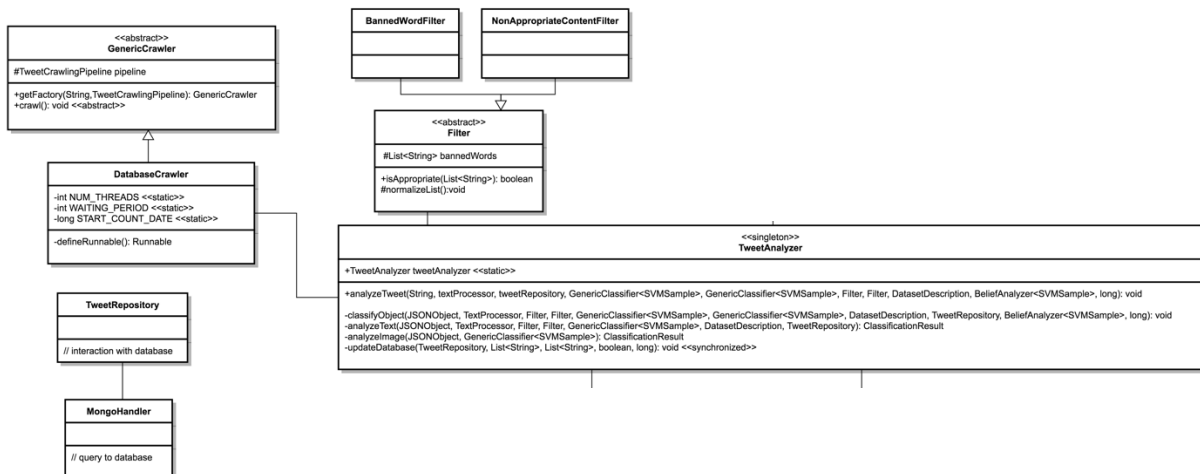 <<abstract>>
GenericCrawler
#TweetCrawlingPipeline pipeline
+getFactory(String,TweetCrawlingPipeline): GenericCrawler
+crawl(): void <<abstract>>
BannedWordFilter
NonAppropriateContentFilter
<<abstract>>
Filter
#List<String> bannedWords
+isAppropriate(List<String>): boolean
#normalizeList():void
DatabaseCrawler
-int NUM_THREADS <<static>>
-int WAITING_PERIOD <<static>>
-long START_COUNT_DATE <<static>>
-defineRunnable(): Runnable
<<singleton>>
TweetAnalyzer
+TweetAnalyzer tweetAnalyzer <<static>>
+analyzeTweet(String, textProcessor, tweetRepository, GenericClassifier<SVMSample>, GenericClassifier<SVMSample>, Filter, Filter, DatasetDescription, BeliefAnalyzer<SVMSample>, long): void
-classifyObject(JSONObject, TextProcessor, Filter, Filter, GenericClassifier<SVMSample>, GenericClassifier<SVMSample>, DatasetDescription, TweetRepository, BeliefAnalyzer<SVMSample>, long): void
-analyzeText(JSONObject, TextProcessor, Filter, Filter, GenericClassifier<SVMSample>, DatasetDescription, TweetRepository): ClassificationResult
-analyzeImage(JSONObject, GenericClassifier<SVMSample>): ClassificationResult
-updateDatabase(TweetRepository, List<String>, List<String>, boolean, long): void <<synchronized>>
TweetRepository
// interaction with database
MongoHandler
// query to database